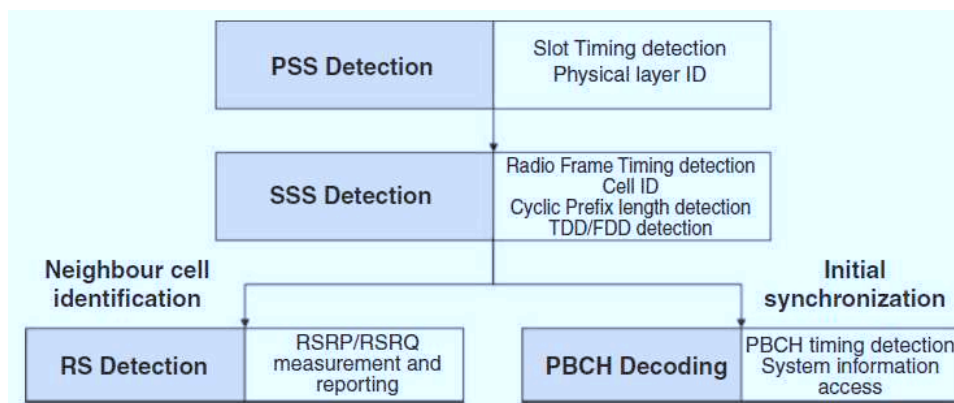 PSS Detection
Slot Timing detection
Physical layer ID
SSS Detection
Radio Frame Timing detection
Cell ID
Cyclic Prefix length detection
TDD/FDD detection
Neighbour cell
identification
Initial
synchronization
RS Detection
RSRP/RSRQ
measurement and
reporting
PBCH Decoding
PBCH timing detection
System information
access